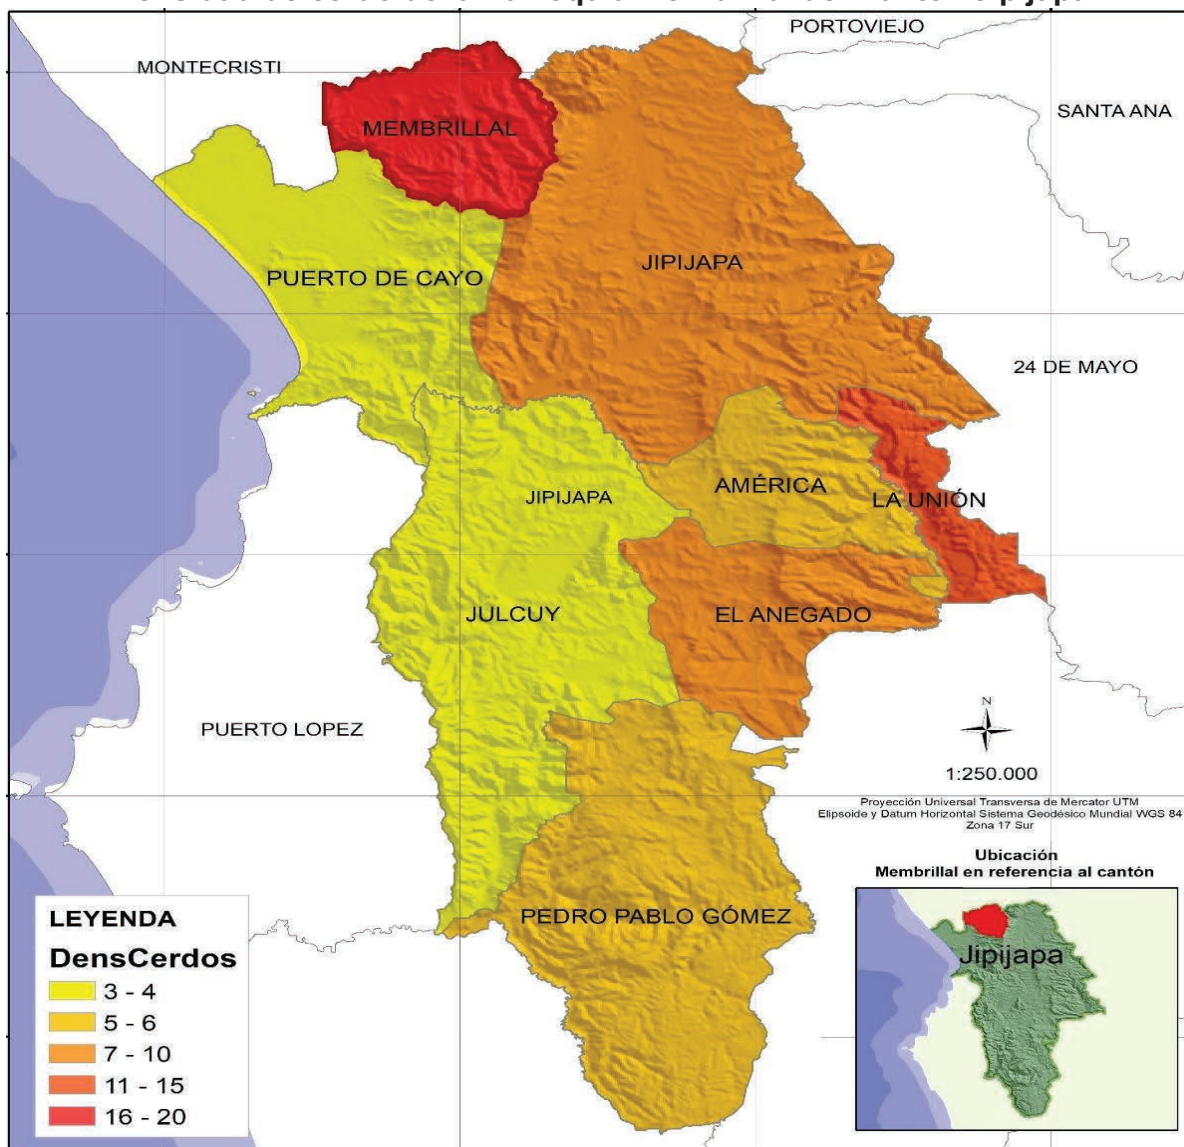 PORTOVIEJO
MONTECRISTI
SANTA ANA
MEMBRILLAL
JIPIJAPA
PUERTO DE CAYO
24 DE MAYO
AMÉRICA
JIPIJAPA
LA UNIÓN
JULCUY
EL ANEGADO
PUERTO LOPEZ
N
1:250.000
Proyección Universal Transversa de Mercator UTM
Elipsoide y Datum Horizontal Sistema Geodésico Mundial WGS 84
Zona 17 Sur
Ubicación
Membrillal en referencia al cantón
Jipijapa
PEDRO PABLO GÓMEZ
LEYENDA
DensCerdos
3 - 4
5 - 6
7 - 10
11 - 15
16 - 20